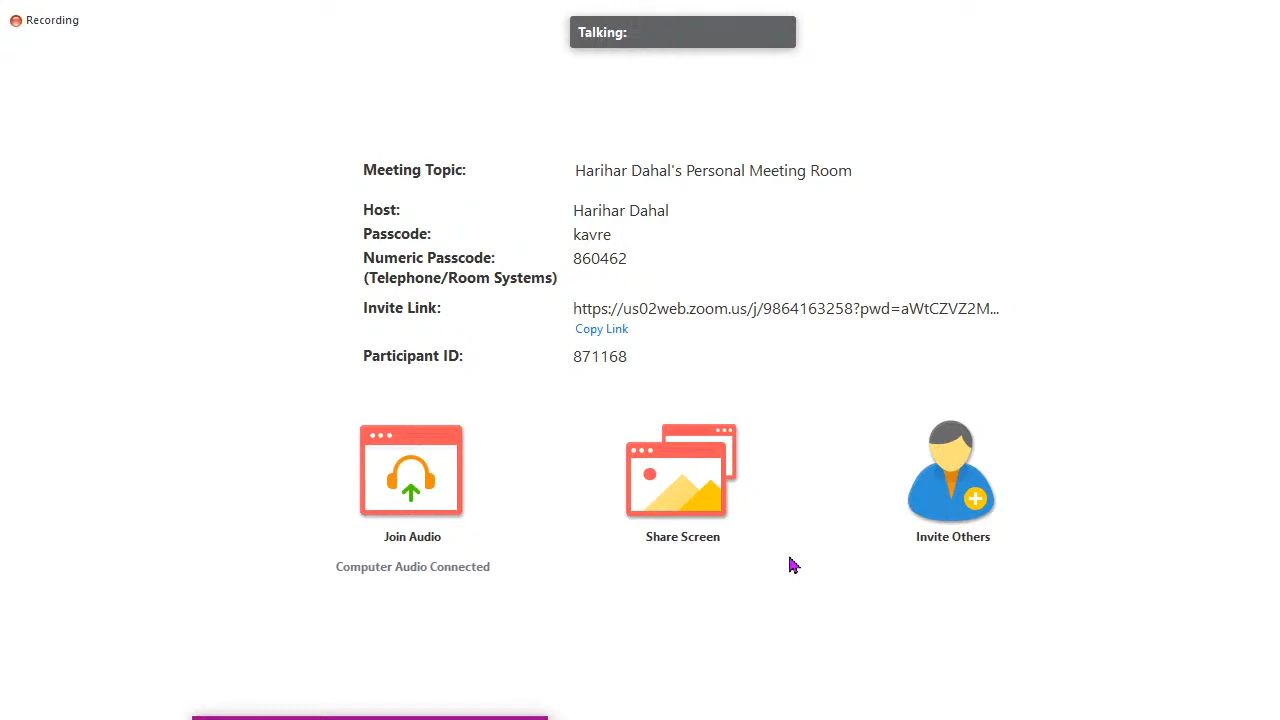 Recording
Talking:
Meeting Topic: Harihar Dahal's Personal Meeting Room
Host: Harihar Dahal
Passcode: kavre
Numeric Passcode: 860462
(Telephone/Room Systems)
Invite Link: https://us02web.zoom.us/j/9864163258?pwd=aWtCZVZ2M...
Copy Link
Participant ID: 871168
Join Audio
Share Screen
Invite Others
Computer Audio Connected